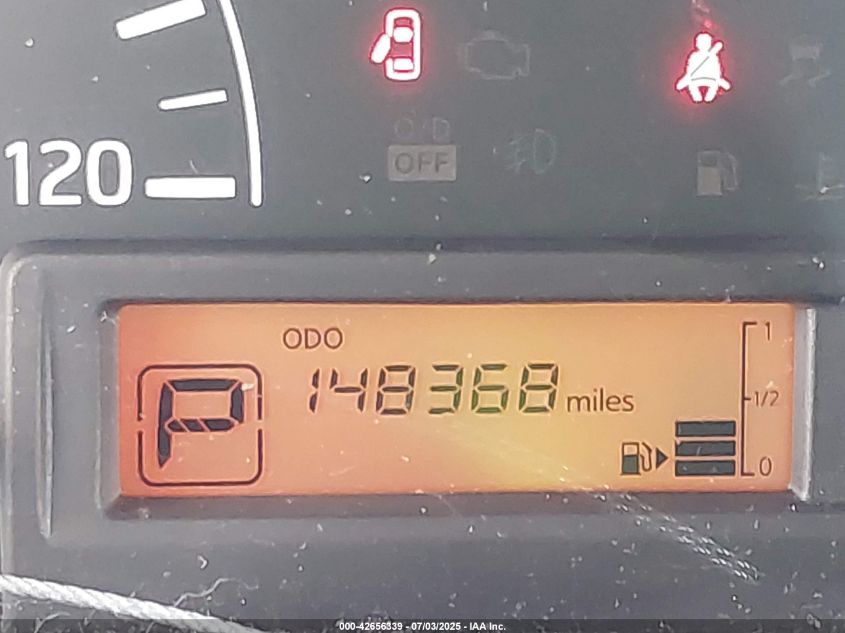 120
O/D
OFF
ODO
148368 miles
P
1
1/2
0
000-42656339 - 07/03/2025 - IAA Inc.